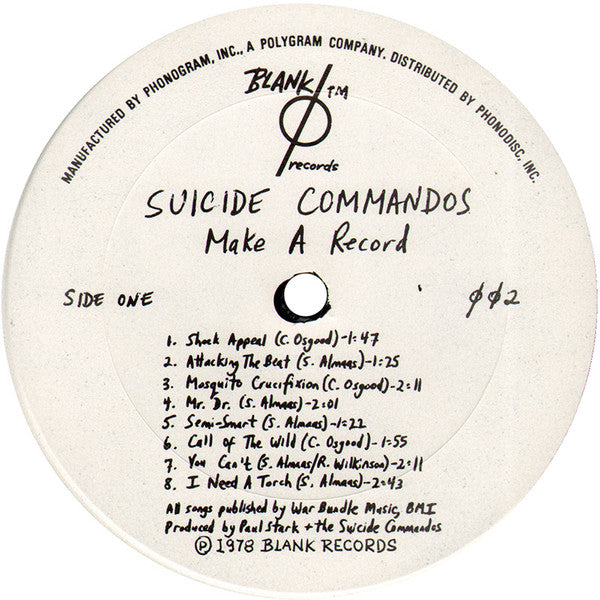 MANUFACTURED BY PHONOGRAM, INC., A POLYGRAM COMPANY. DISTRIBUTED BY PHONODISC, INC.
BLANK TM
records
SUICIDE COMMANDOS
Make A Record
SIDE ONE
ØØ2
1. Shock Appeal (C. Osgood)-1:47
2. Attacking The Beat (S. Almaas)-1:25
3. Mosquito Crucifixion (C. Osgood)-2:11
4. Mr. Dr. (S. Almaas)-2:01
5. Semi-Smart (S. Almaas)-1:22
6. Call of The Wild (C. Osgood)-1:55
7. You Can't (S. Almaas/R. Wilkinson)-2:11
8. I Need A Torch (S. Almaas)-2:43
All songs published by War Bundle Music, BMI
Produced by Paul Stark + the Suicide Commandos
Ⓟ 1978 BLANK RECORDS